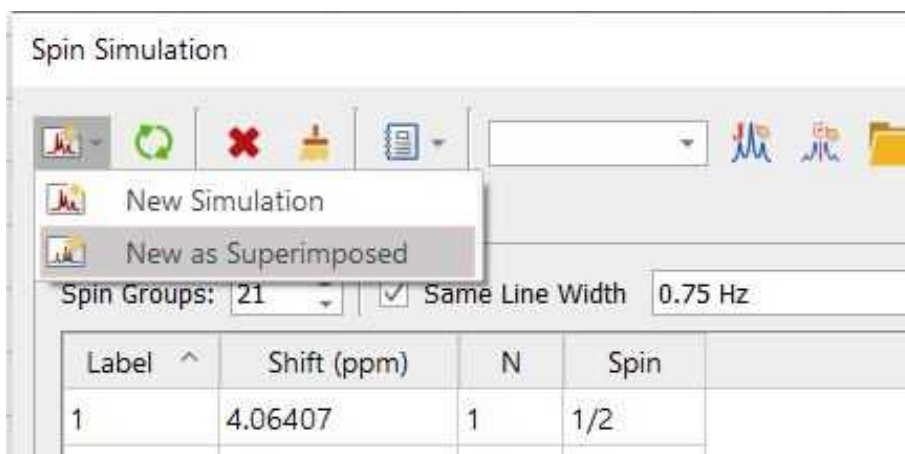 Spin Simulation
New Simulation
New as Superimposed
Spin Groups: 21 Same Line Width 0.75 Hz
Label Shift (ppm) N Spin
1 4.06407 1 1/2